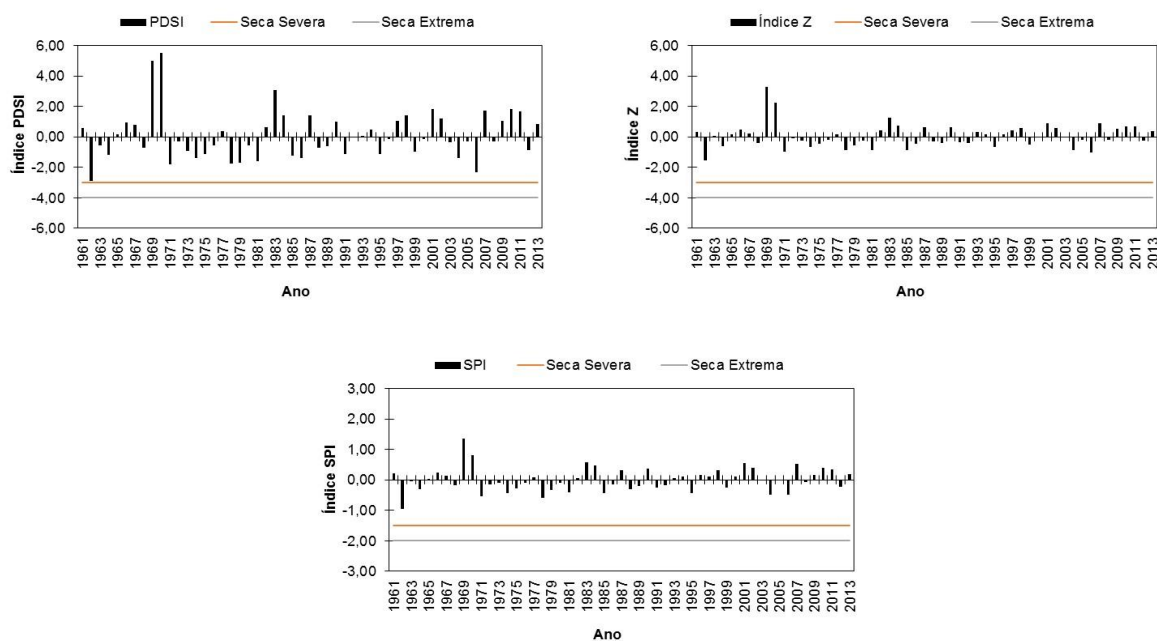 PDSI Seca Severa Seca Extrema
Índice PDSI
6,00
4,00
2,00
0,00
-2,00
-4,00
-6,00
1961 1963 1965 1967 1969 1971 1973 1975 1977 1979 1981 1983 1985 1987 1989 1991 1993 1995 1997 1999 2001 2003 2005 2007 2009 2011 2013
Ano
Índice Z Seca Severa Seca Extrema
Índice Z
6,00
4,00
2,00
0,00
-2,00
-4,00
-6,00
1961 1963 1965 1967 1969 1971 1973 1975 1977 1979 1981 1983 1985 1987 1989 1991 1993 1995 1997 1999 2001 2003 2005 2007 2009 2011 2013
Ano
SPI Seca Severa Seca Extrema
Índice SPI
3,00
2,00
1,00
0,00
-1,00
-2,00
-3,00
1961 1963 1965 1967 1969 1971 1973 1975 1977 1979 1981 1983 1985 1987 1989 1991 1993 1995 1997 1999 2001 2003 2005 2007 2009 2011 2013
Ano